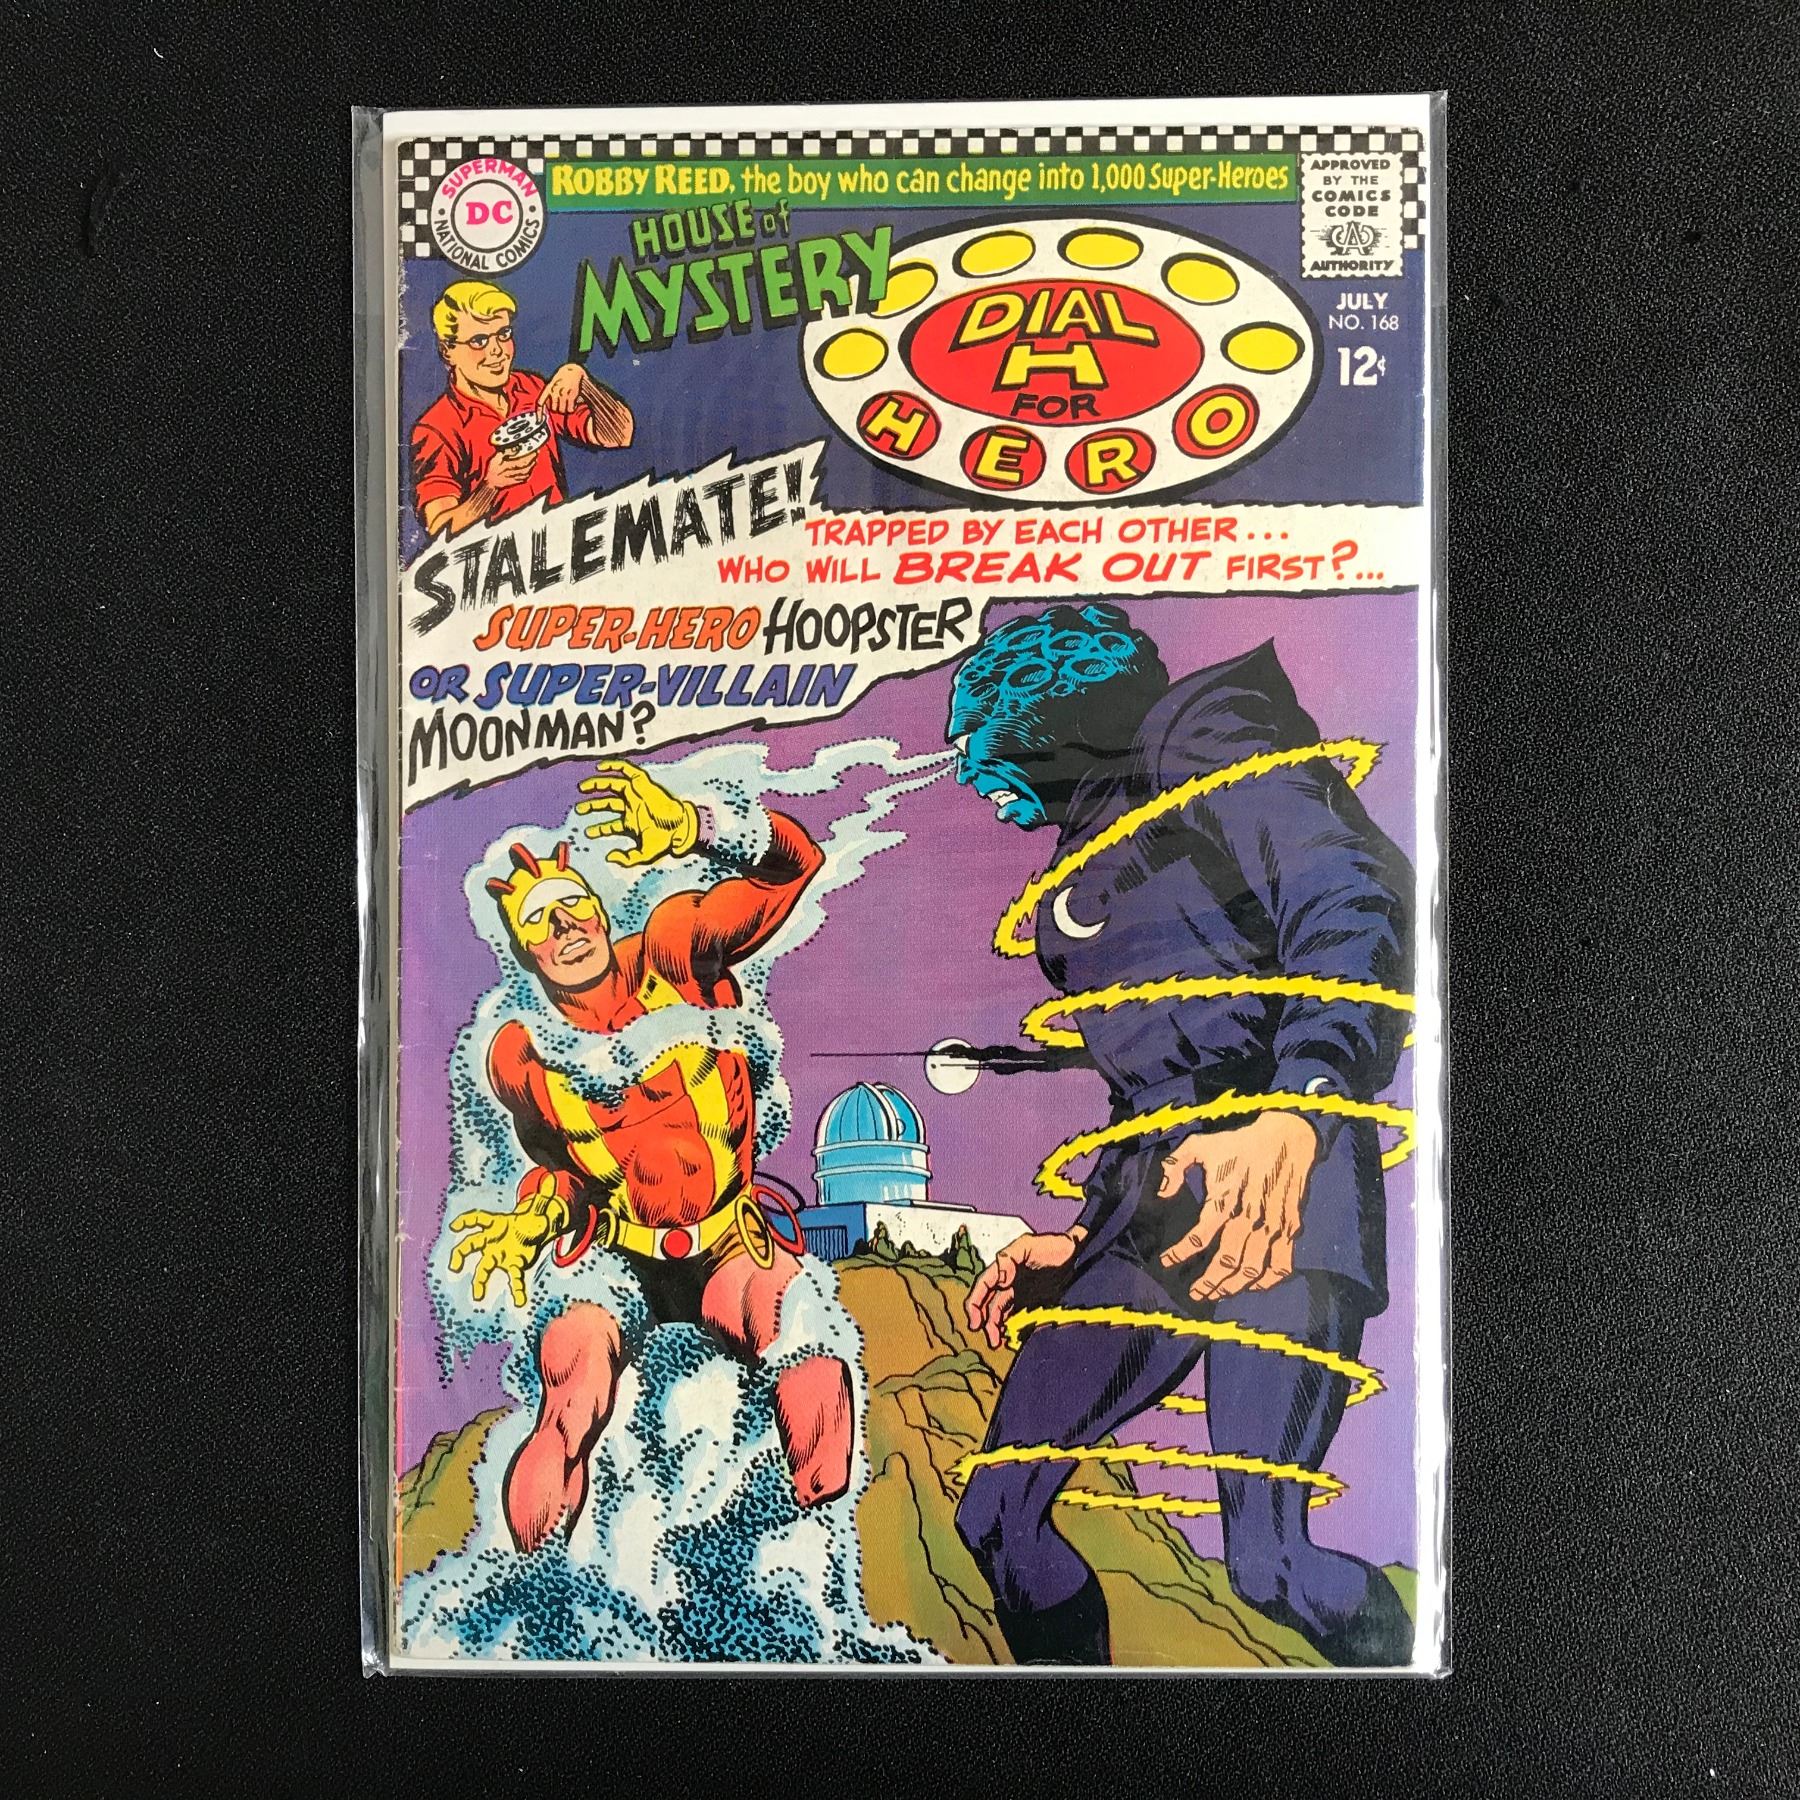 SUPERMAN
DC
NATIONAL COMICS
ROBBY REED, the boy who can change into 1,000 Super-Heroes
APPROVED
BY THE
COMICS
CODE
CA
AUTHORITY
HOUSE of
MYSTERY
DIAL
H
FOR
HERO
JULY
NO. 168
12¢
STALEMATE!
TRAPPED BY EACH OTHER...
WHO WILL BREAK OUT FIRST?...
SUPER-HERO HOOPSTER
OR SUPER-VILLAIN
MOONMAN?